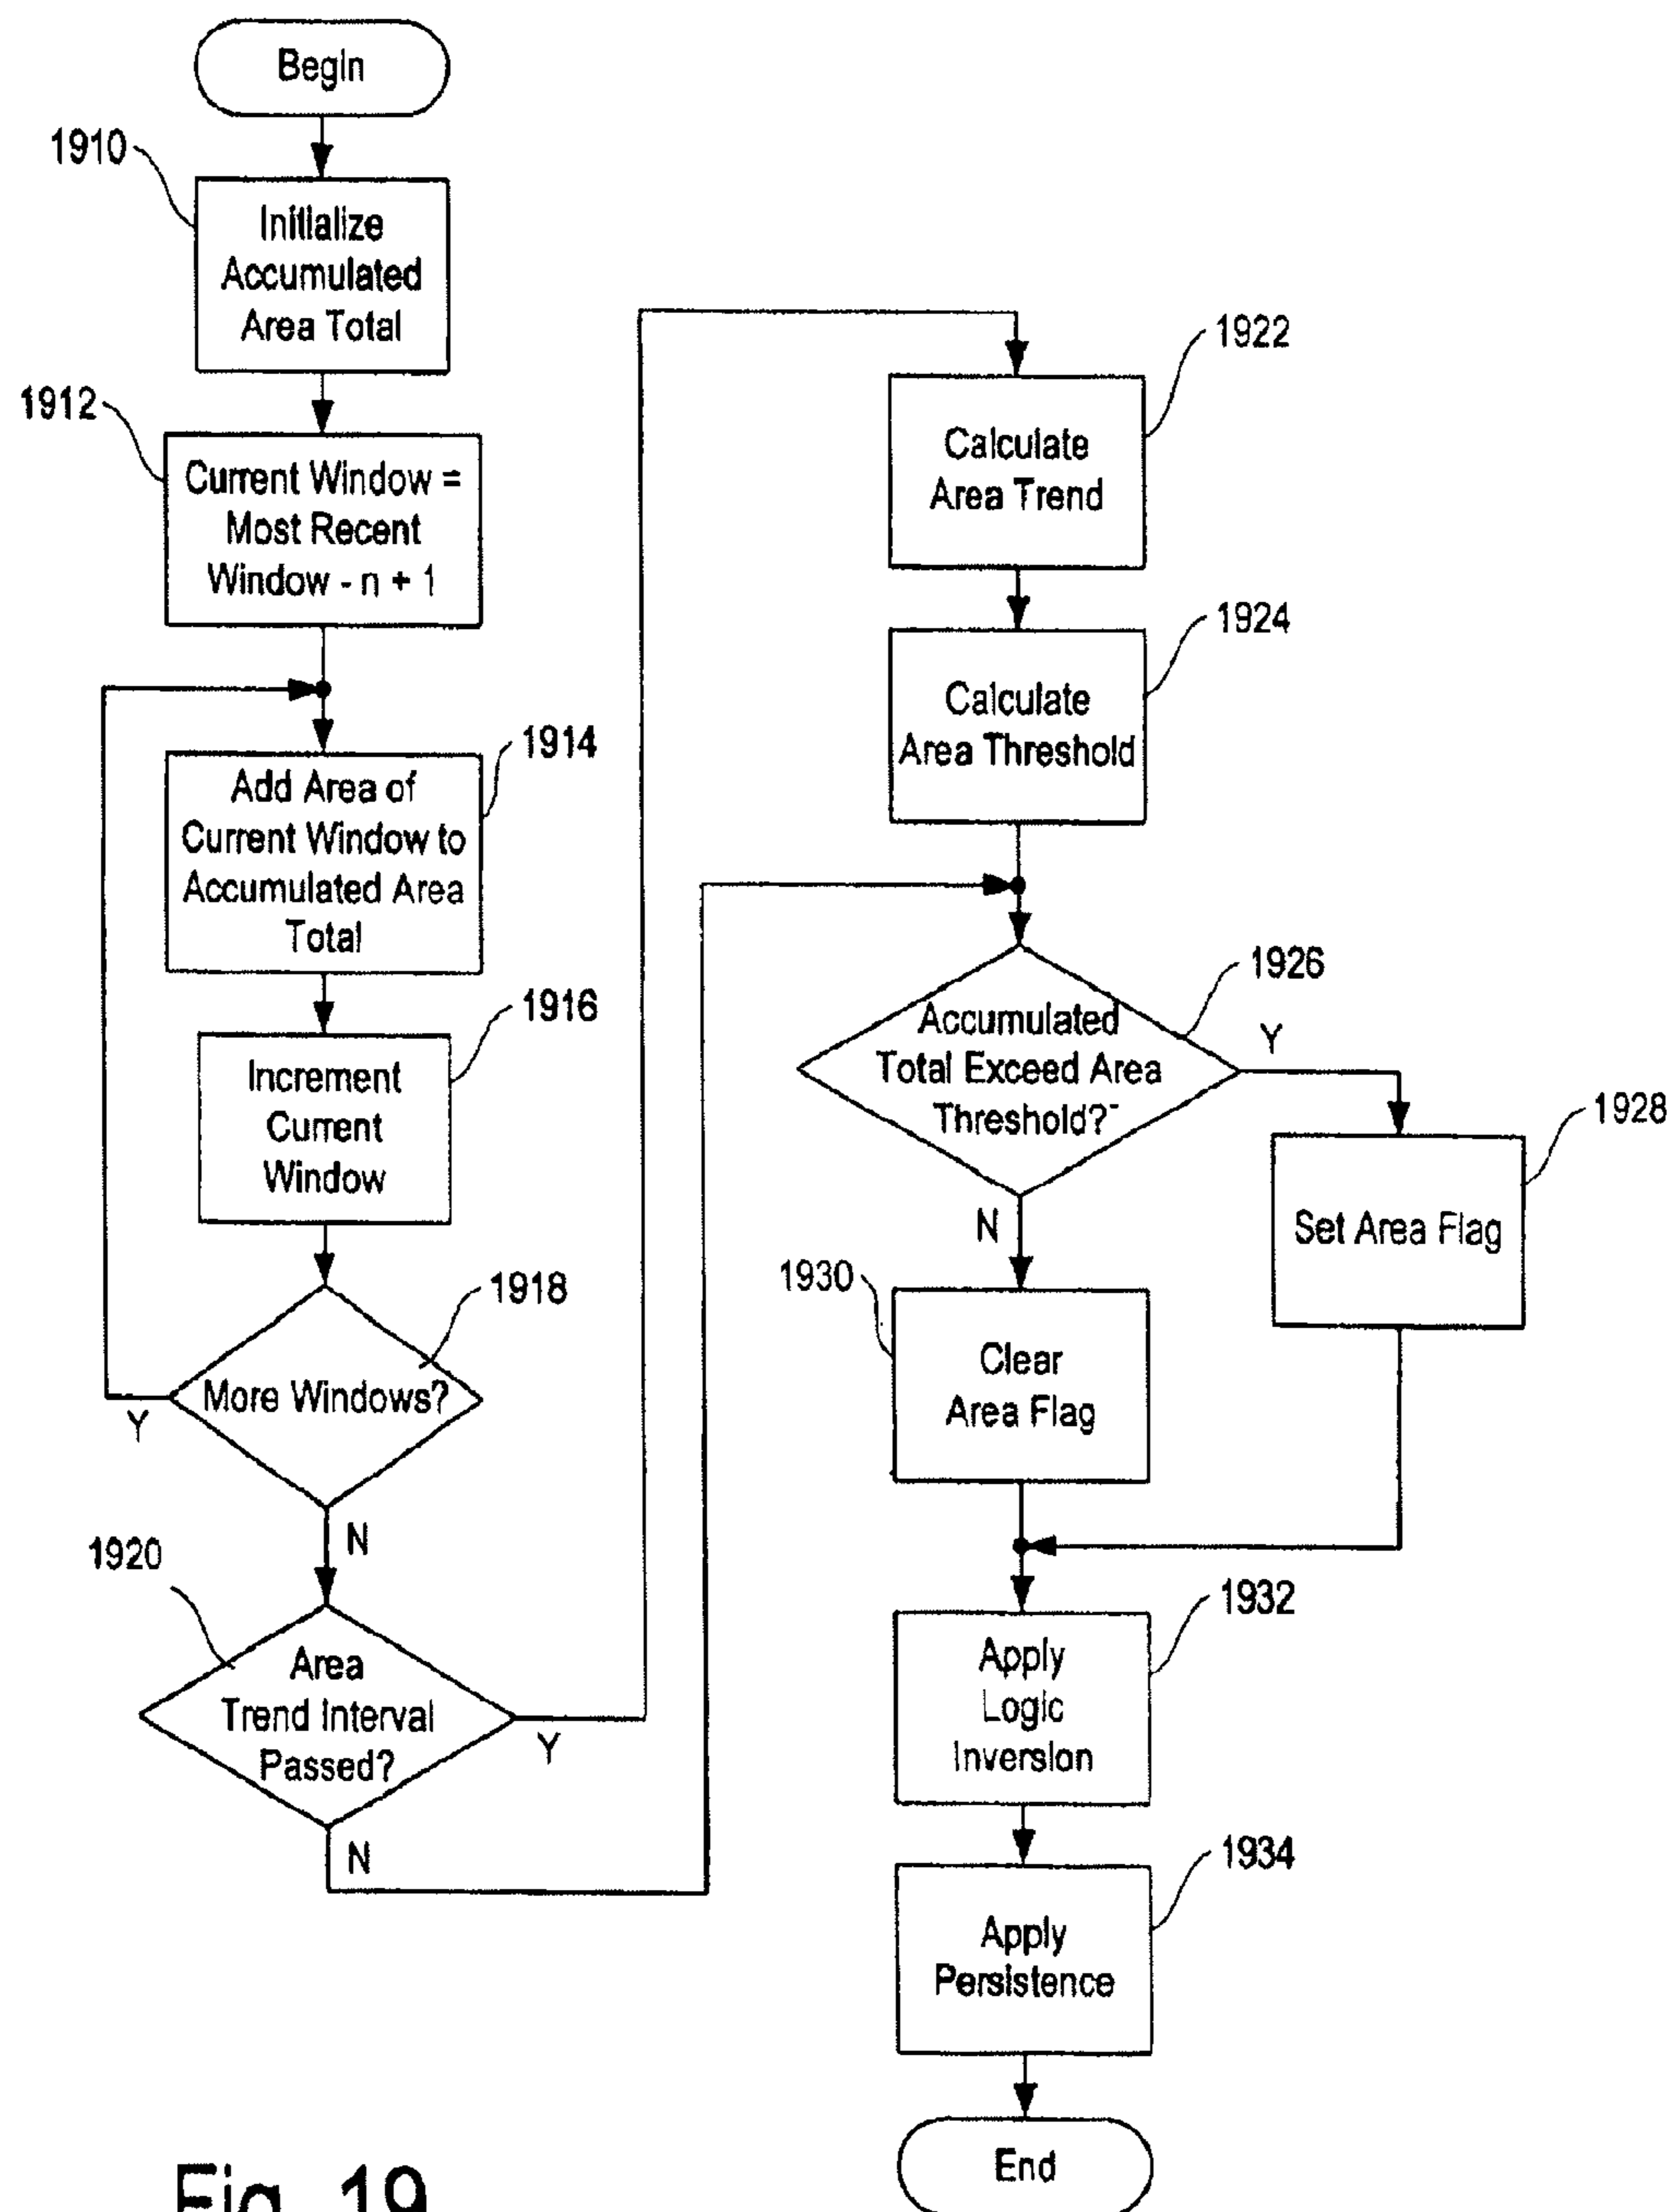 Begin
1910
Initialize
Accumulated
Area Total
1912
Current Window =
Most Recent
Window - n + 1
1914
Add Area of
Current Window to
Accumulated Area
Total
1916
Increment
Current
Window
1918
More Windows?
Y
N
1920
Area
Trend Interval
Passed?
Y
N
1922
Calculate
Area Trend
1924
Calculate
Area Threshold
1926
Accumulated
Total Exceed Area
Threshold?
Y
N
1928
Set Area Flag
1930
Clear
Area Flag
1932
Apply
Logic
Inversion
1934
Apply
Persistence
End
Fig. 19